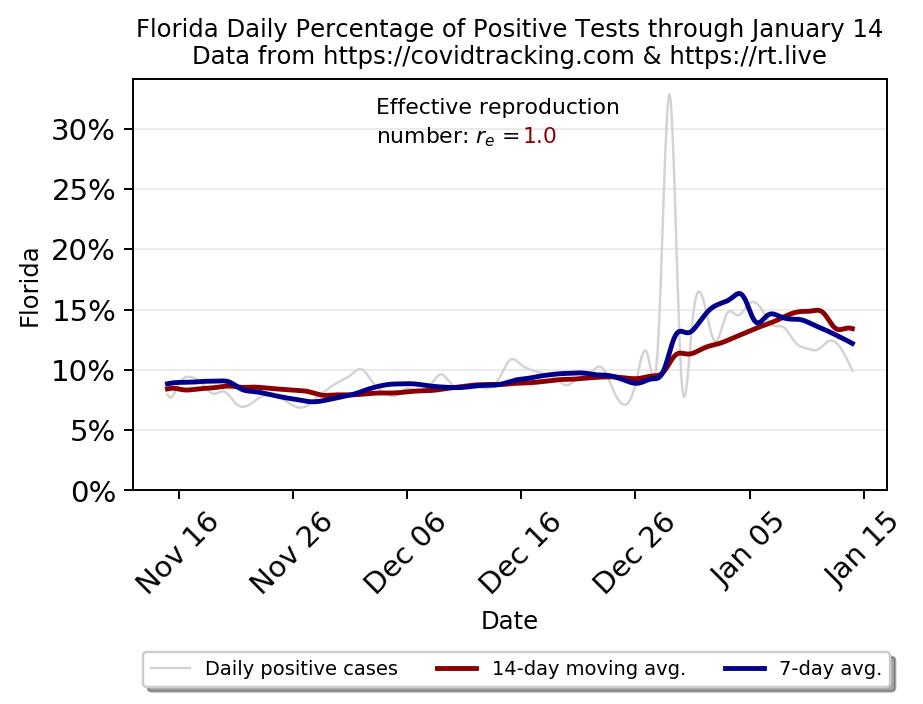 Florida Daily Percentage of Positive Tests through January 14
Data from https://covidtracking.com & https://rt.live
Effective reproduction
number: rₑ =1.0
30%
25%
20%
15%
10%
5%
0%
Florida
Nov 16
Nov 26
Dec 06
Dec 16
Dec 26
Jan 05
Jan 15
Date
Daily positive cases
14-day moving avg.
7-day avg.